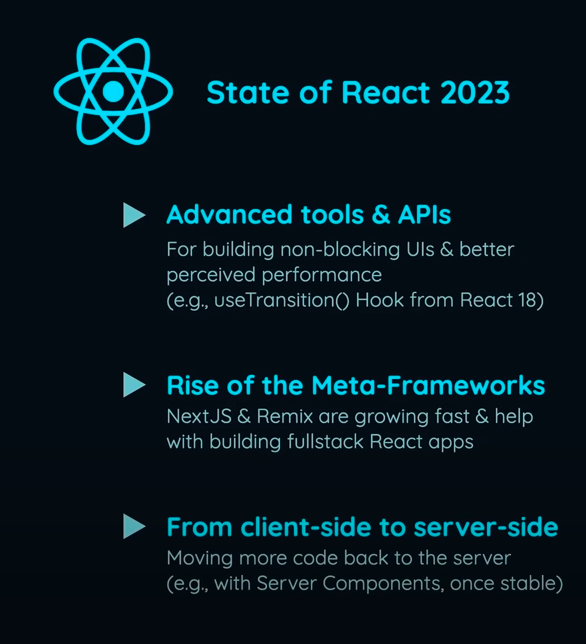 State of React 2023
Advanced tools & APIs
For building non-blocking UIs & better
perceived performance
(e.g., useTransition() Hook from React 18)
Rise of the Meta-Frameworks
NextJS & Remix are growing fast & help
with building fullstack React apps
From client-side to server-side
Moving more code back to the server
(e.g., with Server Components, once stable)